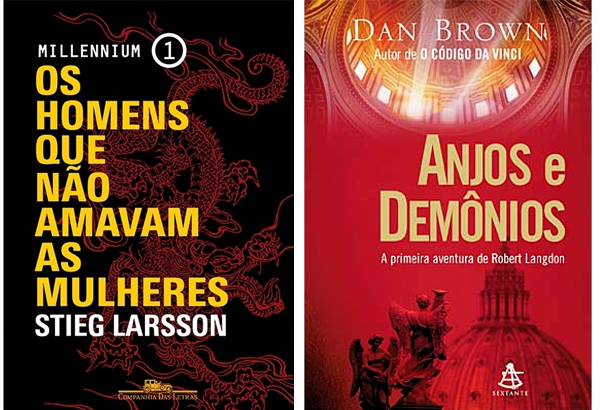 MILLENNIUM 1
OS
HOMENS
QUE
NÃO
AMAVAM
AS
MULHERES
STIEG LARSSON
COMPANHIA DAS LETRAS
DAN BROWN
Autor de O CÓDIGO DA VINCI
ANJOS e
DEMÔNIOS
A primeira aventura de Robert Langdon
SEXTANTE